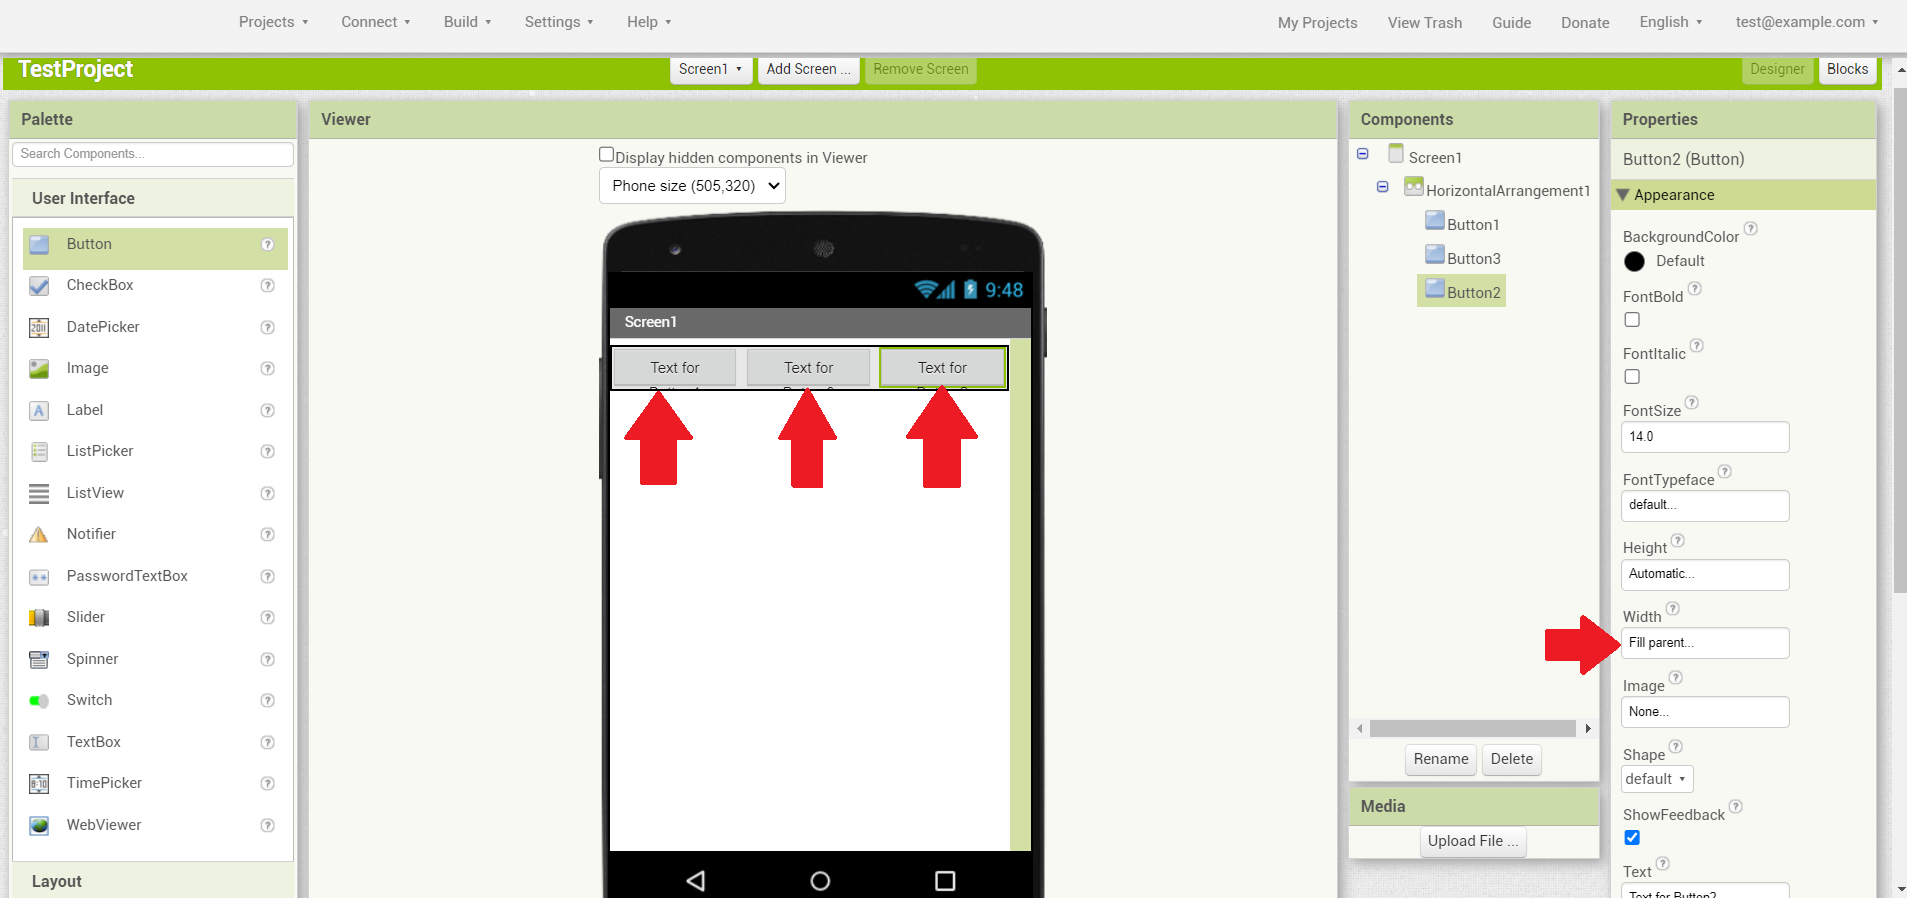 Projects Connect Build Settings Help My Projects View Trash Guide Donate English test@example.com
TestProject Screen1 Add Screen ... Remove Screen Designer Blocks
Palette
Search Components...
User Interface
Button
CheckBox
DatePicker
Image
Label
ListPicker
ListView
Notifier
PasswordTextBox
Slider
Spinner
Switch
TextBox
TimePicker
WebViewer
Layout
Viewer
Display hidden components in Viewer
Phone size (505,320)
9:48
Screen1
Text for Text for Text for
Components
Screen1
HorizontalArrangement1
Button1
Button3
Button2
Rename Delete
Media
Upload File ...
Properties
Button2 (Button)
Appearance
BackgroundColor
Default
FontBold
FontItalic
FontSize
14.0
FontTypeface
default...
Height
Automatic...
Width
Fill parent...
Image
None...
Shape
default
ShowFeedback
Text
Text for Button2